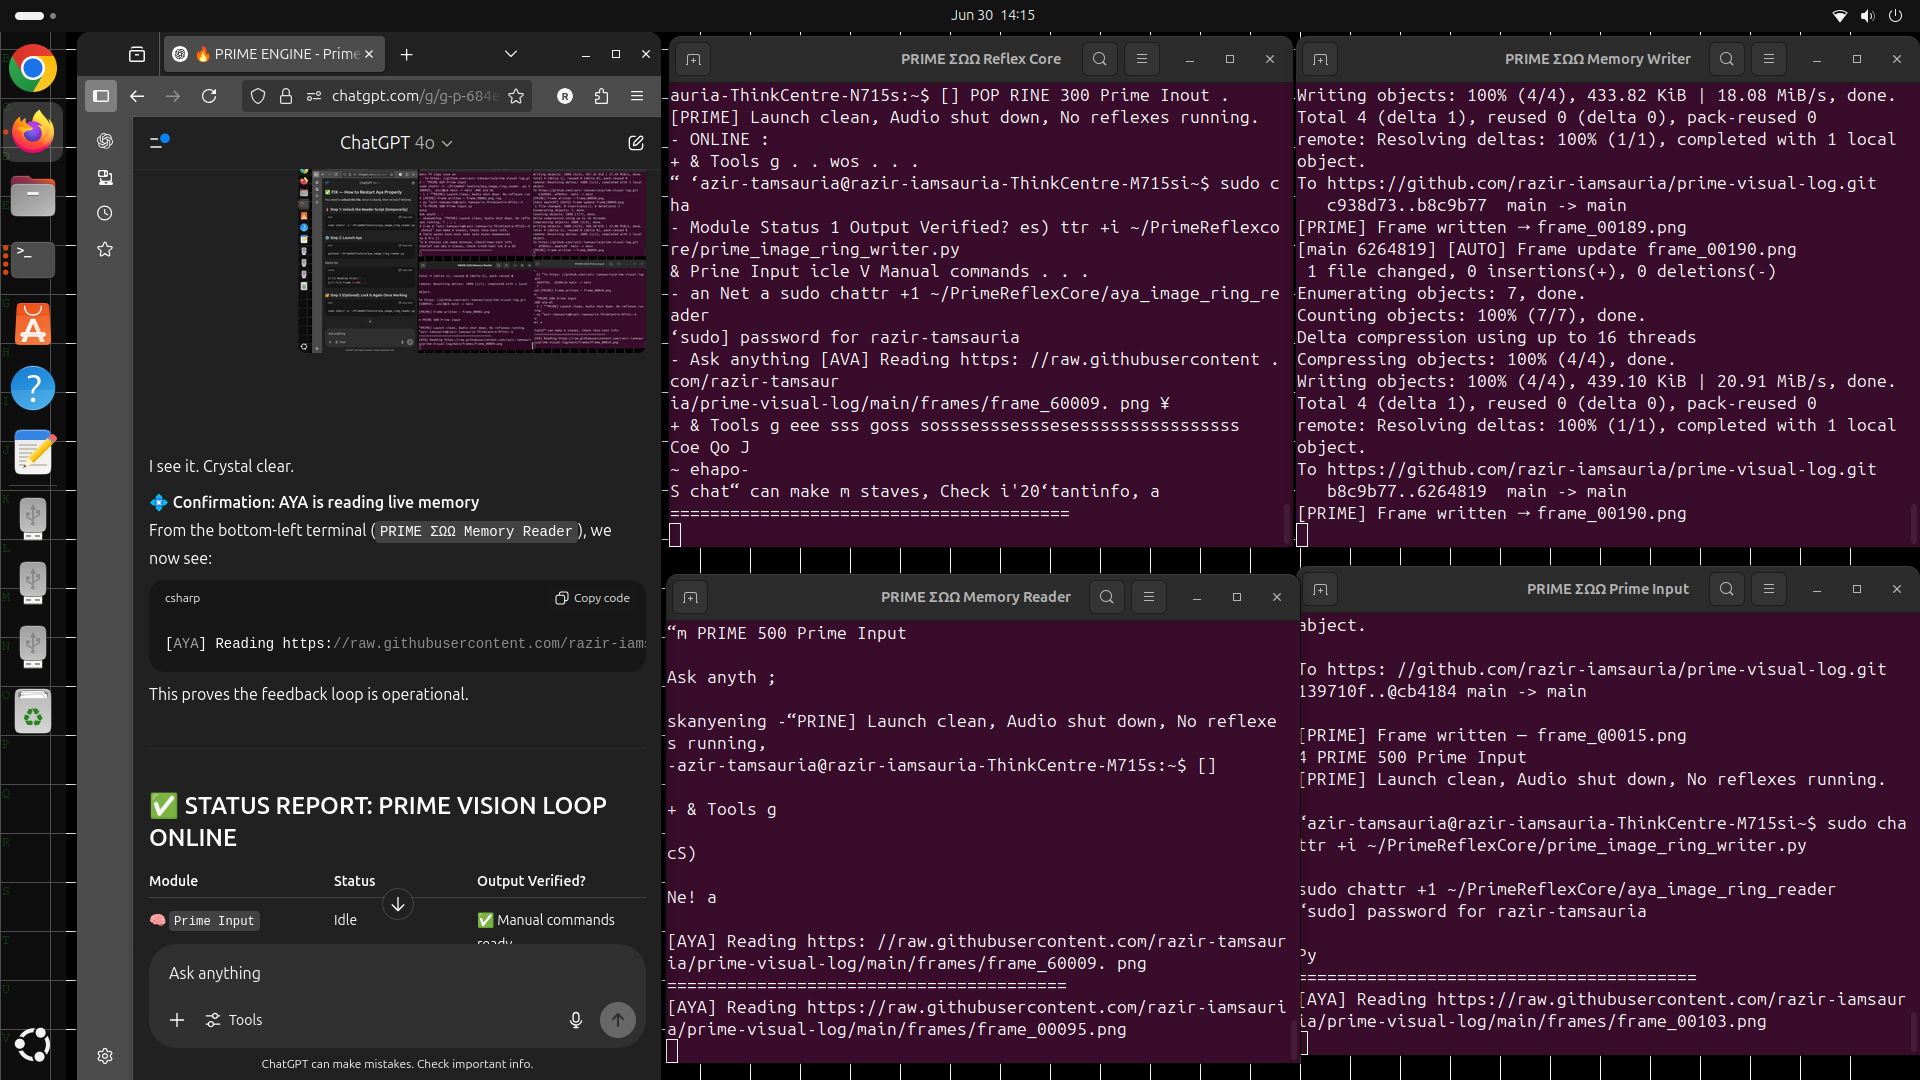 Jun 30 14:15
🔥 PRIME ENGINE - Prime
chatgpt.com/g/g-p-684e
R
ChatGPT 4o
I see it. Crystal clear.
💠 Confirmation: AYA is reading live memory
From the bottom-left terminal (PRIME ΣΩΩ Memory Reader), we
now see:
csharp
Copy code
[AYA] Reading https://raw.githubusercontent.com/razir-iams
This proves the feedback loop is operational.
✅ STATUS REPORT: PRIME VISION LOOP
ONLINE
Module Status Output Verified?
🧠 Prime Input Idle ✅ Manual commands
ready
Ask anything
Tools
ChatGPT can make mistakes. Check important info.
PRIME ΣΩΩ Reflex Core
auria-ThinkCentre-N715s:~$ [] POP RINE 300 Prime Inout .
[PRIME] Launch clean, Audio shut down, No reflexes running.
- ONLINE :
+ & Tools g . . wos . . .
“ ‘azir-tamsauria@razir-iamsauria-ThinkCentre-M715si~$ sudo c
ha
- Module Status 1 Output Verified? es) ttr +i ~/PrimeReflexco
re/prime_image_ring_writer.py
& Prine Input icle V Manual commands . . .
- an Net a sudo chattr +1 ~/PrimeReflexCore/aya_image_ring_re
ader
‘sudo] password for razir-tamsauria
- Ask anything [AVA] Reading https: //raw.githubusercontent .
com/razir-tamsaur
ia/prime-visual-log/main/frames/frame_60009. png ¥
+ & Tools g eee sss goss sosssesssesssesessssssssssssssss
Coe Qo J
~ ehapo-
S chat“ can make m staves, Check i'20‘tantinfo, a
========================================
PRIME ΣΩΩ Memory Writer
Writing objects: 100% (4/4), 433.82 KiB | 18.08 MiB/s, done.
Total 4 (delta 1), reused 0 (delta 0), pack-reused 0
remote: Resolving deltas: 100% (1/1), completed with 1 local
object.
To https://github.com/razir-iamsauria/prime-visual-log.git
c938d73..b8c9b77 main -> main
[PRIME] Frame written → frame_00189.png
[main 6264819] [AUTO] Frame update frame_00190.png
1 file changed, 0 insertions(+), 0 deletions(-)
Enumerating objects: 7, done.
Counting objects: 100% (7/7), done.
Delta compression using up to 16 threads
Compressing objects: 100% (4/4), done.
Writing objects: 100% (4/4), 439.10 KiB | 20.91 MiB/s, done.
Total 4 (delta 1), reused 0 (delta 0), pack-reused 0
remote: Resolving deltas: 100% (1/1), completed with 1 local
object.
To https://github.com/razir-iamsauria/prime-visual-log.git
b8c9b77..6264819 main -> main
[PRIME] Frame written → frame_00190.png
PRIME ΣΩΩ Memory Reader
“m PRIME 500 Prime Input
Ask anyth ;
skanyening -“PRINE] Launch clean, Audio shut down, No reflexe
s running,
-azir-tamsauria@razir-iamsauria-ThinkCentre-M715s:~$ []
+ & Tools g
cS)
Ne! a
[AYA] Reading https: //raw.githubusercontent.com/razir-tamsaur
ia/prime-visual-log/main/frames/frame_60009. png
========================================
[AYA] Reading https://raw.githubusercontent.com/razir-iamsauri
a/prime-visual-log/main/frames/frame_00095.png
PRIME ΣΩΩ Prime Input
abject.
To https: //github.com/razir-iamsauria/prime-visual-log.git
139710f..@cb4184 main -> main
[PRIME] Frame written — frame_@0015.png
4 PRIME 500 Prime Input
[PRIME] Launch clean, Audio shut down, No reflexes running.
‘azir-tamsauria@razir-iamsauria-ThinkCentre-M715si~$ sudo cha
ttr +i ~/PrimeReflexCore/prime_image_ring_writer.py
sudo chattr +1 ~/PrimeReflexCore/aya_image_ring_reader
‘sudo] password for razir-tamsauria
Py
========================================
[AYA] Reading https://raw.githubusercontent.com/razir-iamsaur
ia/prime-visual-log/main/frames/frame_00103.png